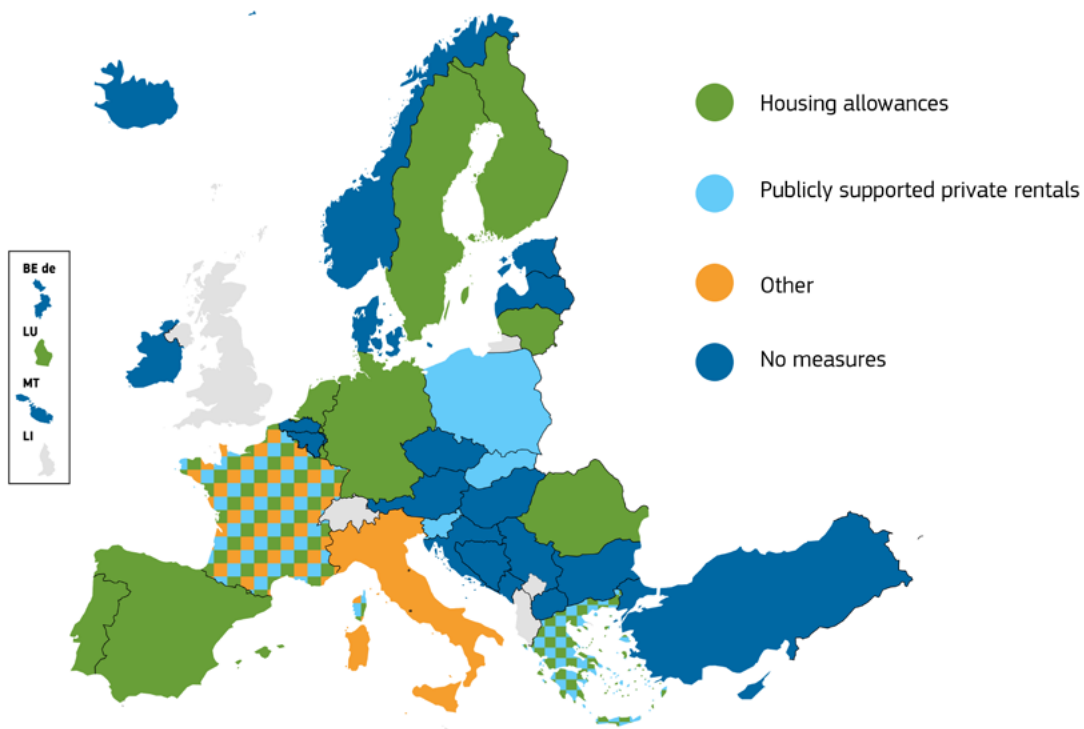 Housing allowances
Publicly supported private rentals
Other
No measures
BE de
LU
MT
LI